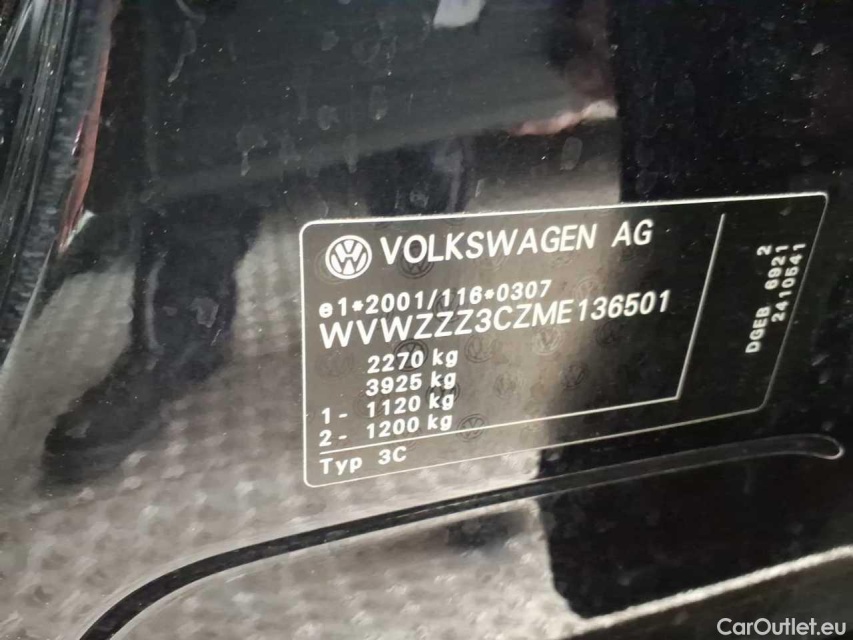 VOLKSWAGEN AG
e1*2001/116*0307
WVWZZZ3CZME136501
2270 kg
3925 kg
1- 1120 kg
2- 1200 kg
Typ 3C
2
DGEB 6921
2410541
CarOutlet.eu